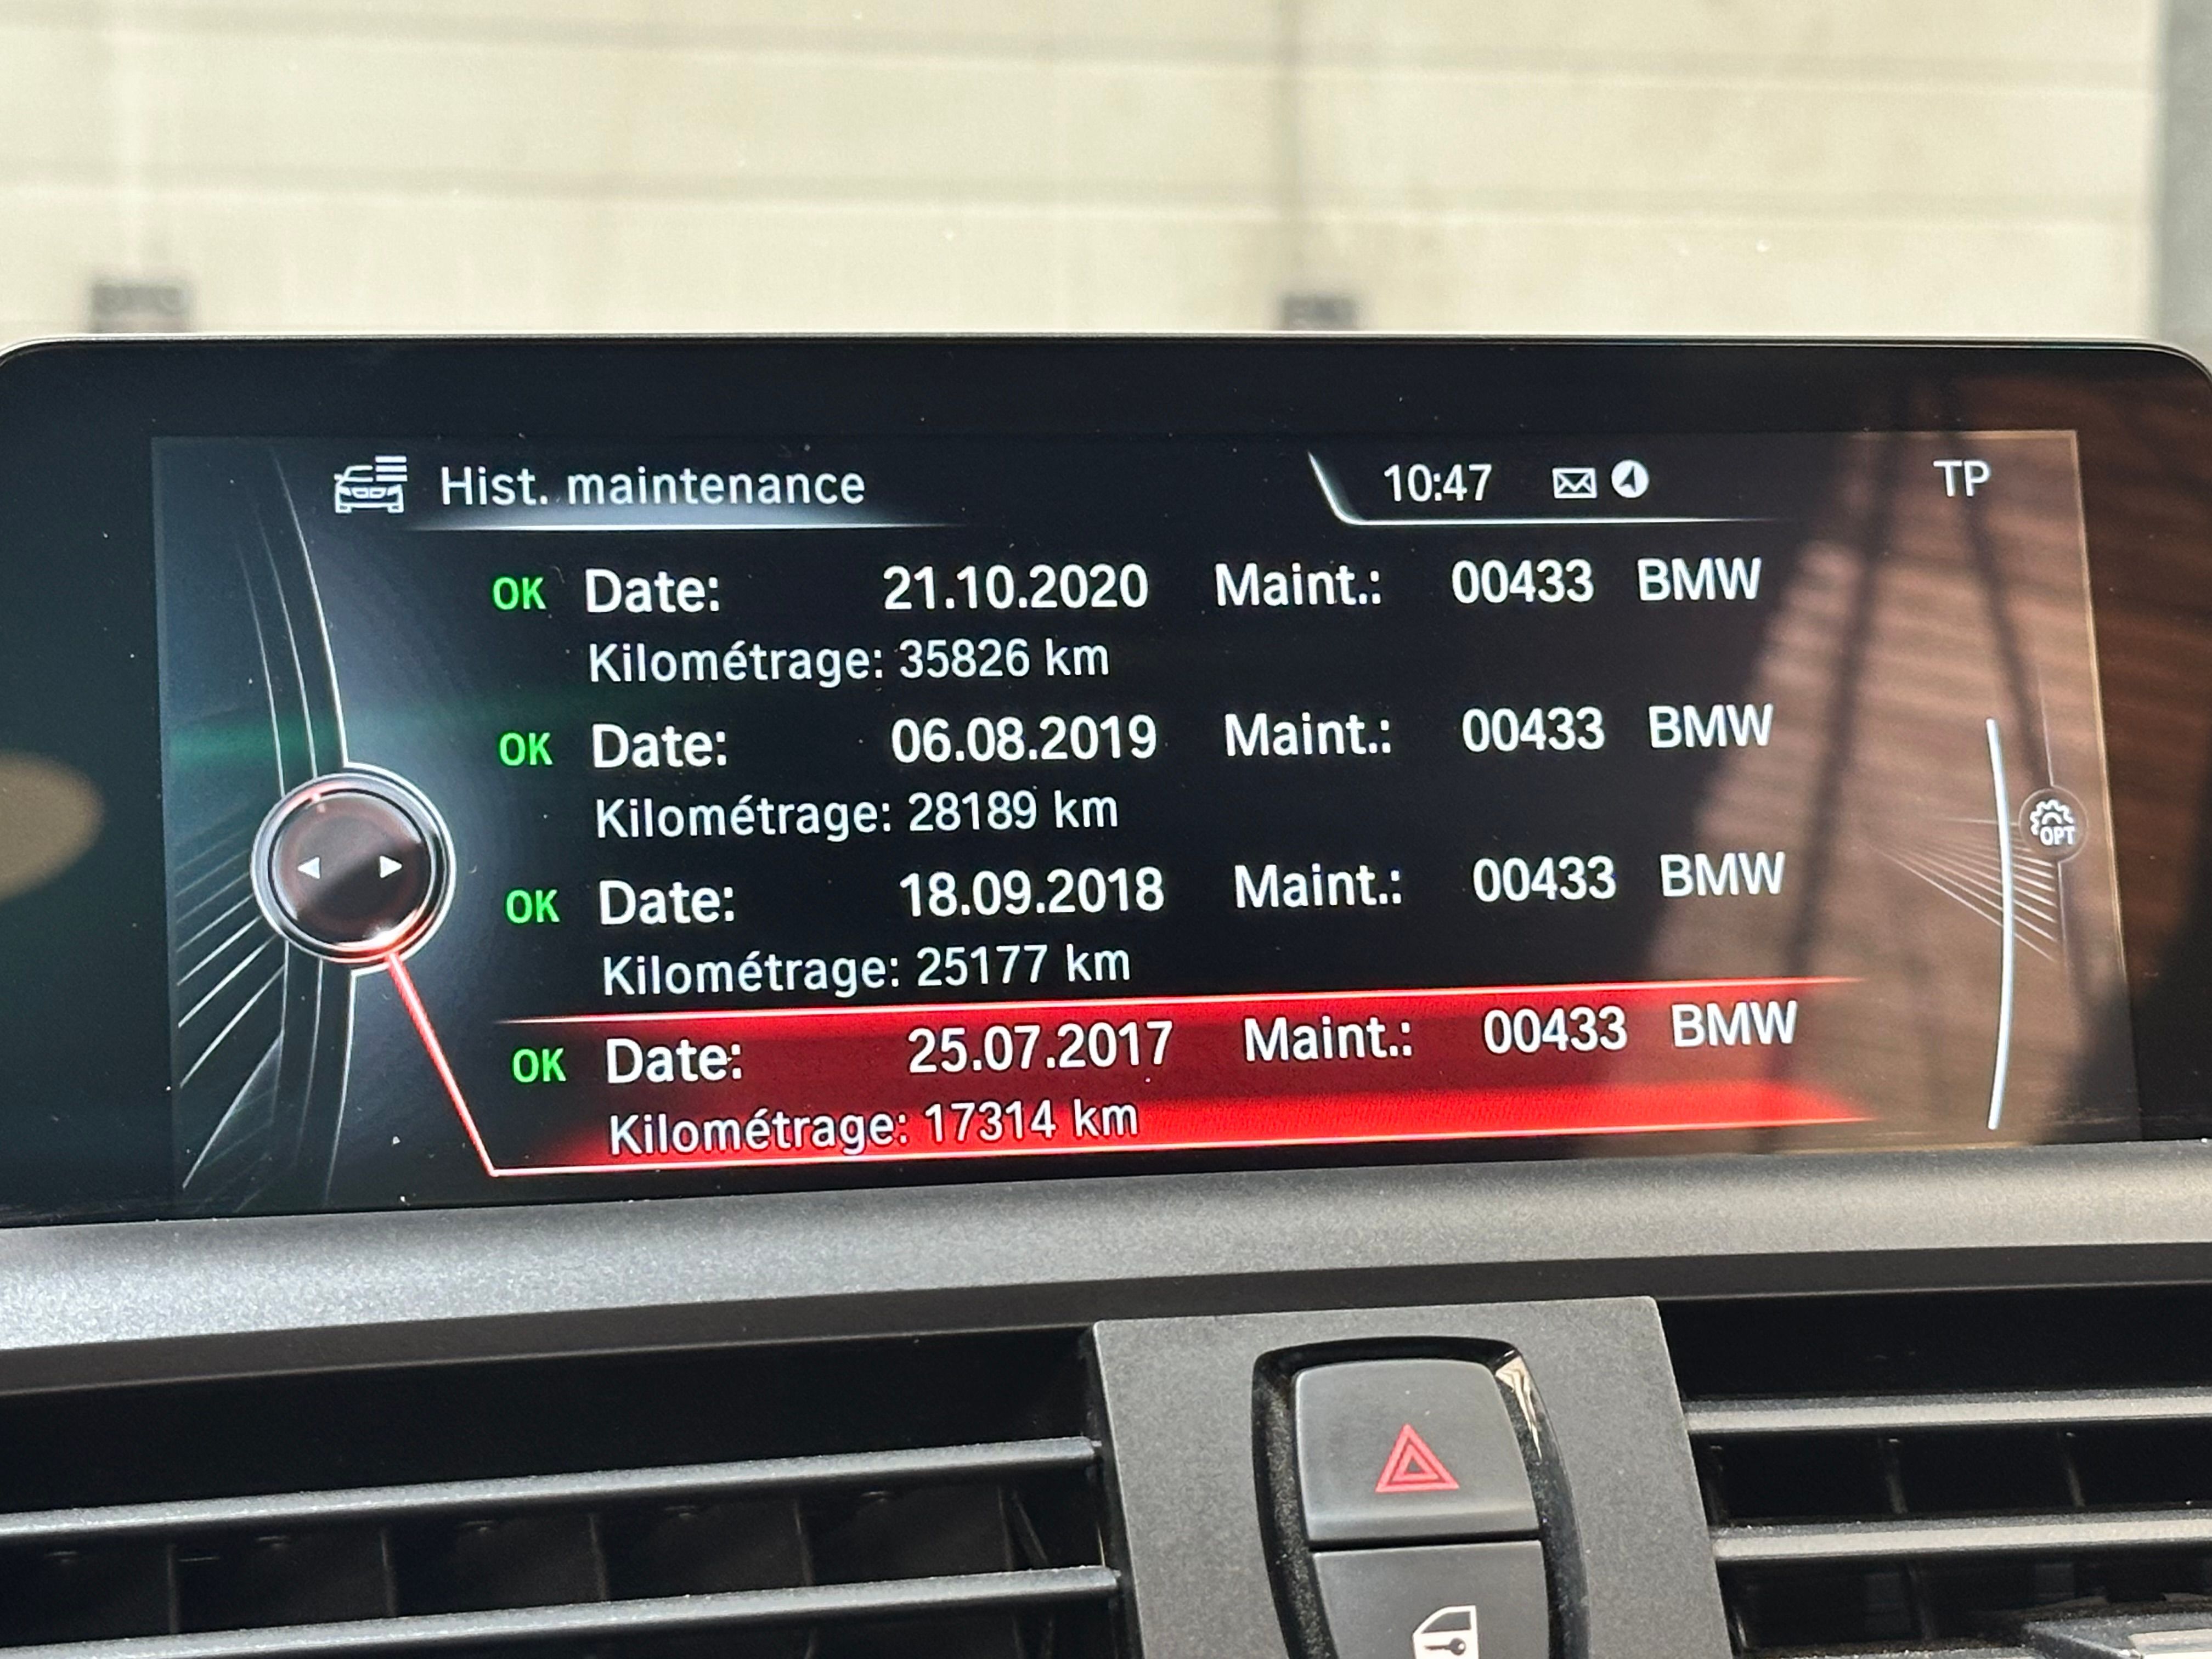 Hist. maintenance 10:47 TP
OK Date: 21.10.2020 Maint.: 00433 BMW
Kilométrage: 35826 km
OK Date: 06.08.2019 Maint.: 00433 BMW
Kilométrage: 28189 km
OK Date: 18.09.2018 Maint.: 00433 BMW
Kilométrage: 25177 km
OK Date: 25.07.2017 Maint.: 00433 BMW
Kilométrage: 17314 km
OPT